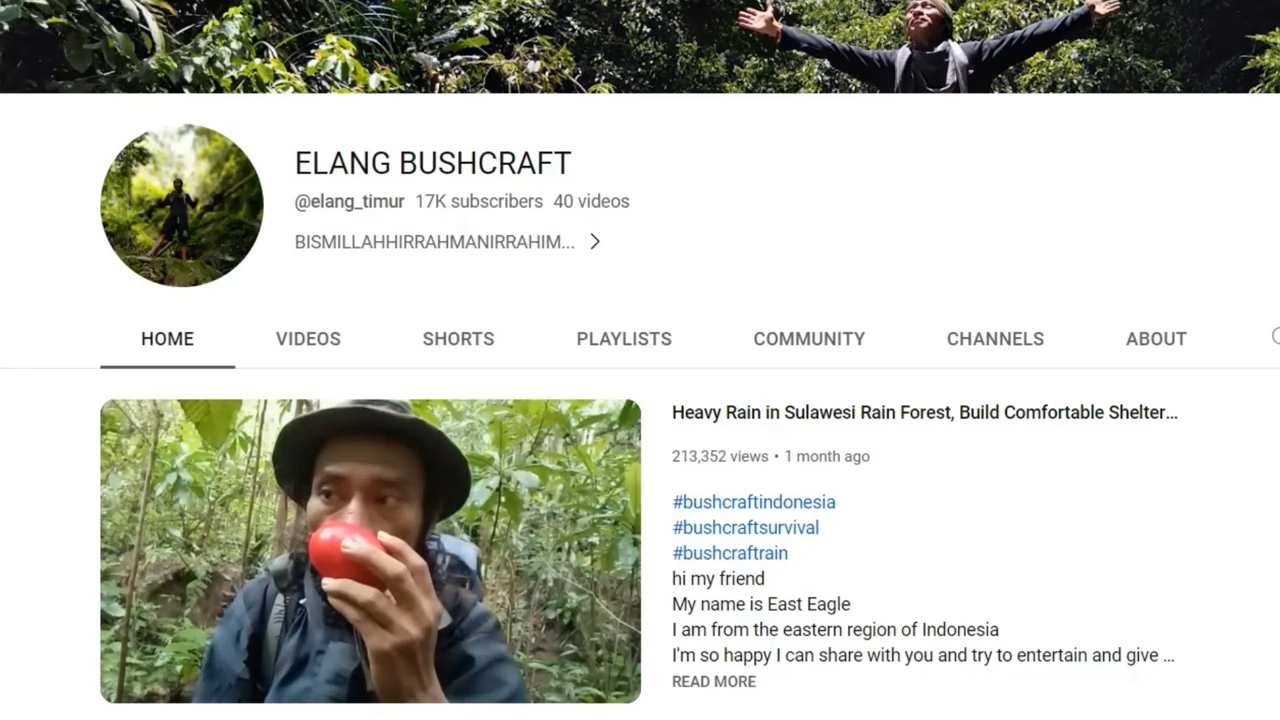 ELANG BUSHCRAFT
@elang_timur 17K subscribers 40 videos
BISMILLAHHIRRAHMANIRRAHIM...
HOME VIDEOS SHORTS PLAYLISTS COMMUNITY CHANNELS ABOUT
Heavy Rain in Sulawesi Rain Forest, Build Comfortable Shelter...
213,352 views • 1 month ago
#bushcraftindonesia
#bushcraftsurvival
#bushcraftrain
hi my friend
My name is East Eagle
I am from the eastern region of Indonesia
I'm so happy I can share with you and try to entertain and give ...
READ MORE